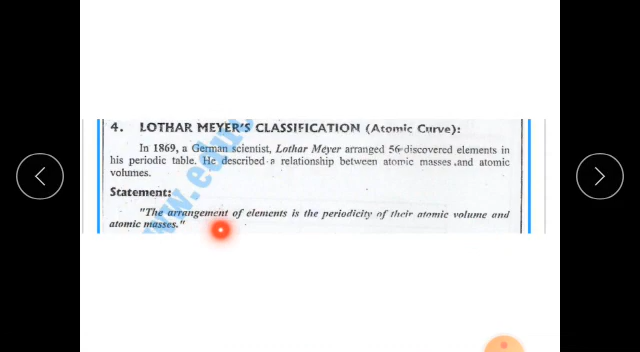 4. LOTHAR MEYER'S CLASSIFICATION (Atomic Curve):
In 1869, a German scientist, Lothar Meyer arranged 56 discovered elements in
his periodic table. He described a relationship between atomic masses and atomic
volumes.
Statement:
"The arrangement of elements is the periodicity of their atomic volume and
atomic masses."
www.edu